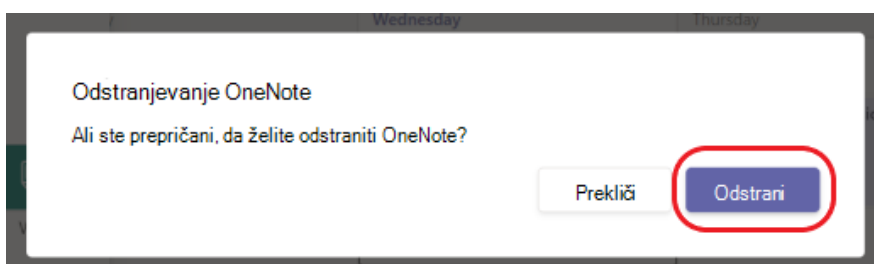 Wednesday
Thursday
Odstranjevanje OneNote
Ali ste prepričani, da želite odstraniti OneNote?
Prekliči
Odstrani